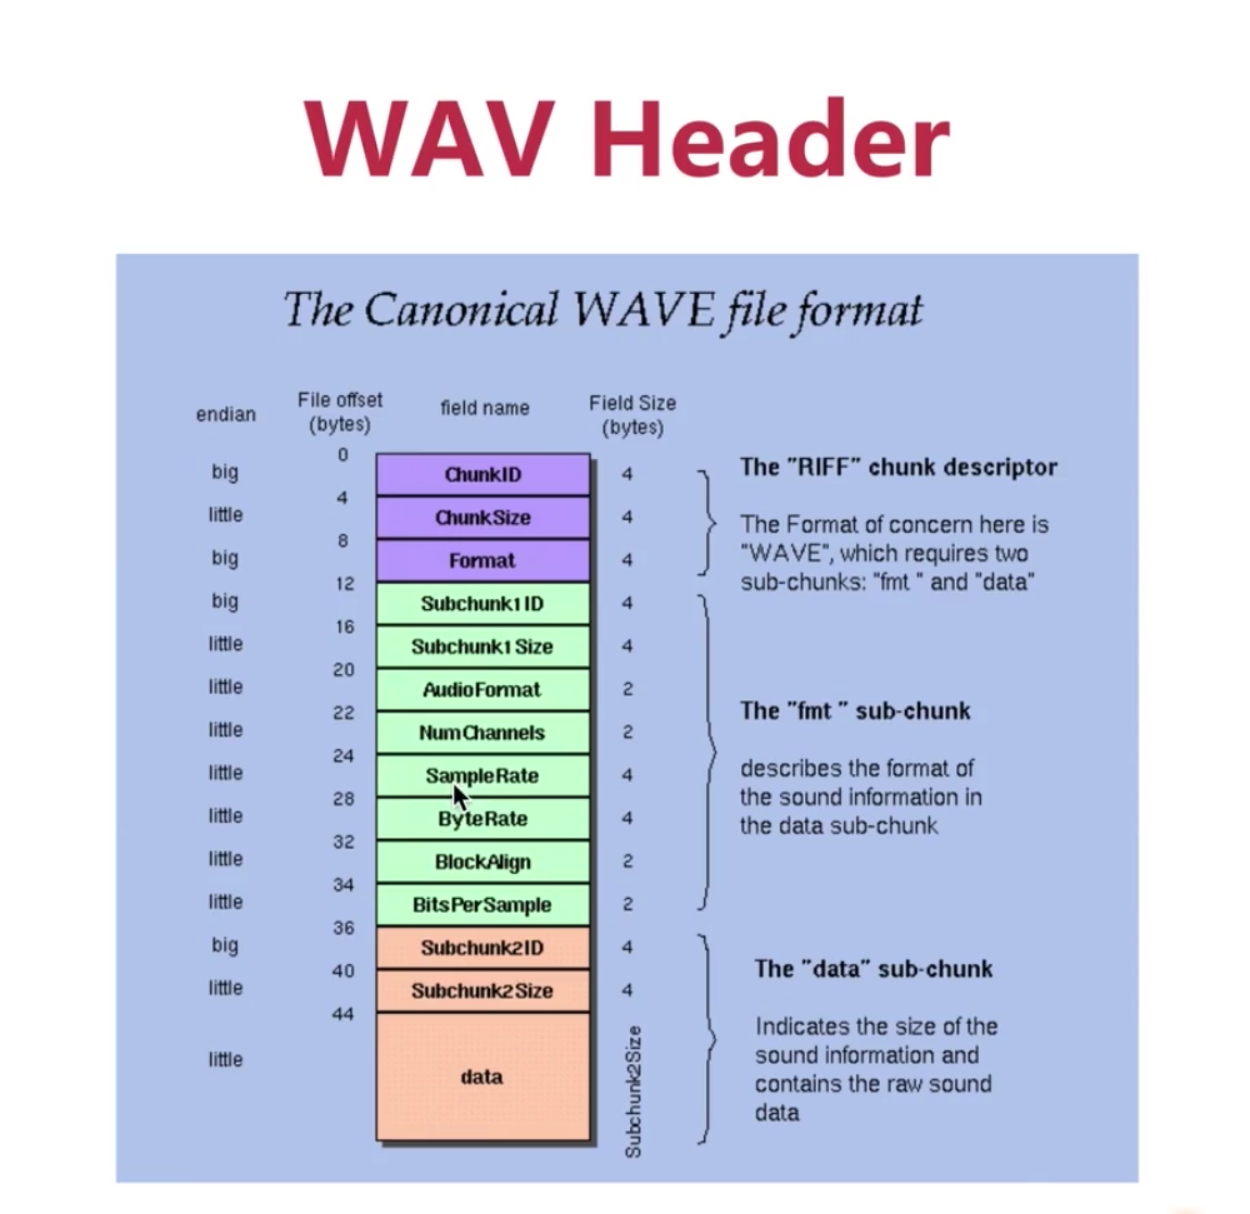 WAV Header
The Canonical WAVE file format
endian
File offset
(bytes)
field name
Field Size
(bytes)
0
big
ChunkID
4
4
little
ChunkSize
4
8
big
Format
4
12
big
Subchunk1 ID
4
16
little
Subchunk1 Size
4
20
little
AudioFormat
2
22
little
NumChannels
2
24
little
SampleRate
4
28
little
ByteRate
4
32
little
BlockAlign
2
34
little
BitsPerSample
2
36
big
Subchunk2ID
4
40
little
Subchunk2 Size
4
44
little
data
Subchunk2Size
The "RIFF" chunk descriptor
The Format of concern here is
"WAVE", which requires two
sub-chunks: "fmt " and "data"
The "fmt " sub-chunk
describes the format of
the sound information in
the data sub-chunk
The "data" sub-chunk
Indicates the size of the
sound information and
contains the raw sound
data